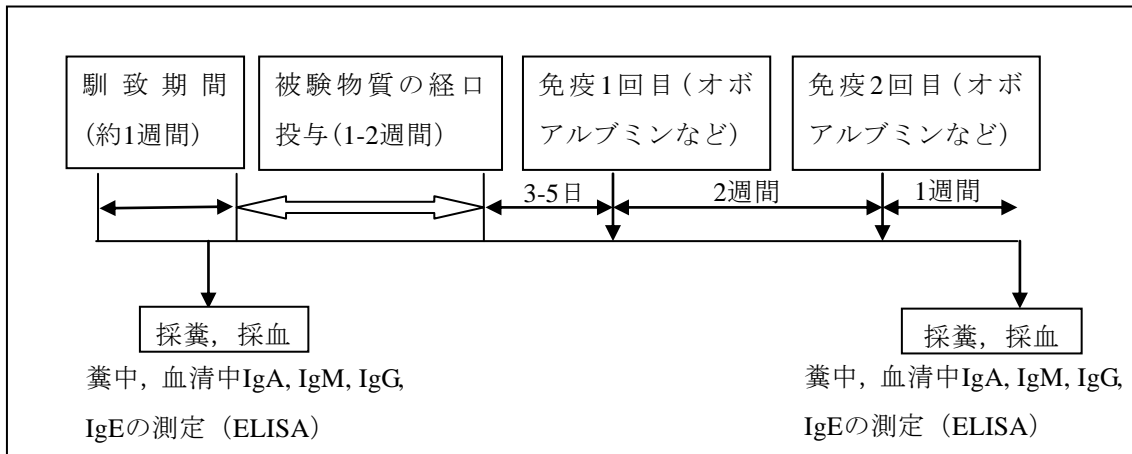 馴致期間
(約1週間)
被験物質の経口
投与(1-2週間)
免疫1回目(オボ
アルブミンなど)
免疫2回目(オボ
アルブミンなど)
3-5日
2週間
1週間
採糞, 採血
糞中, 血清中IgA, IgM, IgG,
IgEの測定（ELISA）
採糞, 採血
糞中, 血清中IgA, IgM, IgG,
IgEの測定（ELISA）